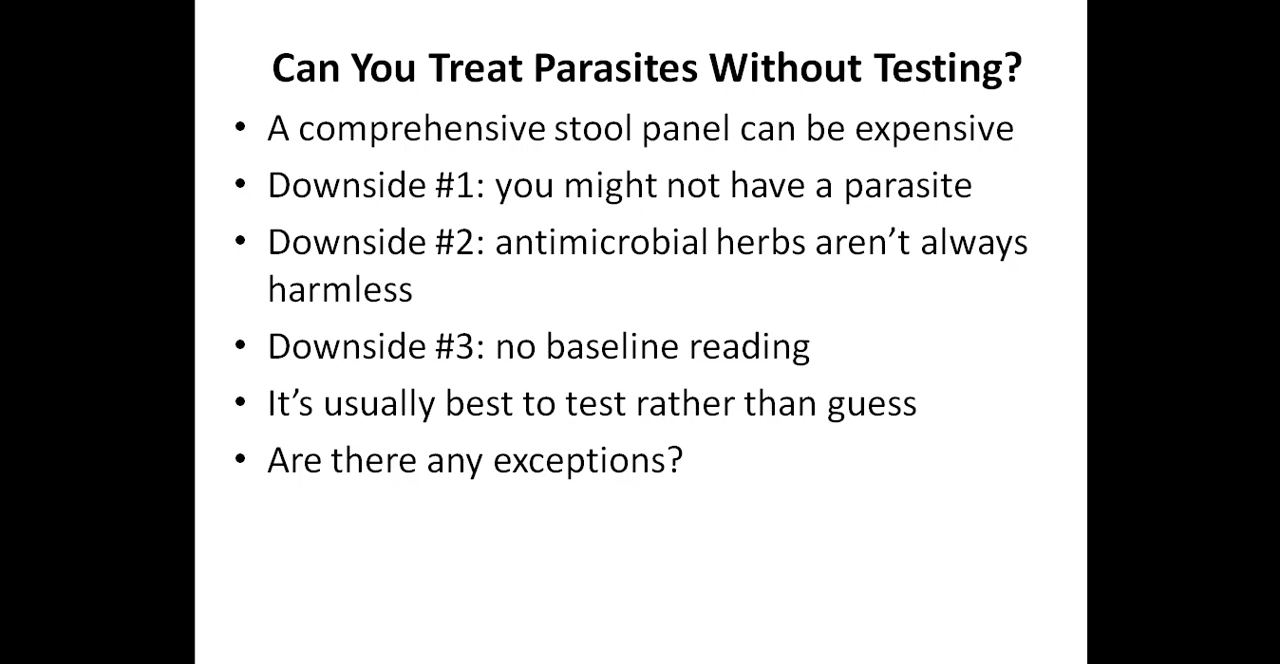 Can You Treat Parasites Without Testing?
• A comprehensive stool panel can be expensive
• Downside #1: you might not have a parasite
• Downside #2: antimicrobial herbs aren’t always
harmless
• Downside #3: no baseline reading
• It’s usually best to test rather than guess
• Are there any exceptions?